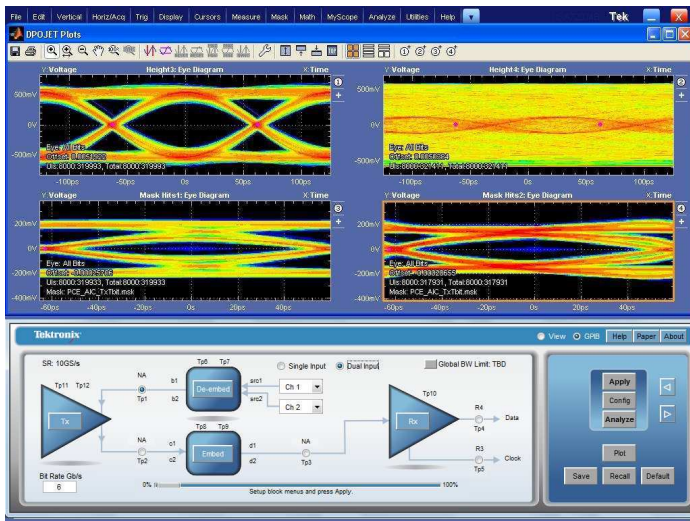 File Edit Vertical Horiz/Acq Trig Display Cursors Measure Mask Math MyScope Analyze Utilities Help Tek
DPOJET Plots
Y: Voltage Height3: Eye Diagram X: Time
500mV
0V
-500mV
Eye: All Bits
UIs:8000:319993, Total:8000:319993
-100ps -50ps 0s 50ps 100ps
Y: Voltage Height4: Eye Diagram X: Time
500mV
0V
-500mV
Eye: All Bits
-100ps -50ps 0s 50ps 100ps
Y: Voltage Mask Hits1: Eye Diagram X: Time
200mV
0V
-200mV
-400mV
Eye: All Bits
UIs:8000:319933, Total:8000:319933
Mask: PCE_AIC_TxTbit.msk
-60ps -40ps -20ps 0s 20ps 40ps
Y: Voltage Mask Hits2: Eye Diagram X: Time
200mV
0V
-200mV
-400mV
Eye: All Bits
UIs:8000:317931, Total:8000:317931
Mask: PCE_AIC_TxTbit.msk
-60ps -40ps -20ps 0s 20ps 40ps
Tektronix View GPIB Help Paper About
SR: 10GS/s
Tp6 Tp7
Single Input Dual Input
Global BW Limit: TBD
Tp11 Tp12
NA
Tp1
b1
b2
De-embed
src1
src2
Ch 1
Ch 2
Tx
Tp8 Tp9
NA
Tp2
c1
c2
Embed
d1
d2
NA
Tp3
Tp10
Rx
R4
Tp4
Data
R3
Tp5
Clock
Bit Rate Gb/s
6
0% 100%
Setup block menus and press Apply.
Apply
Config
Analyze
Plot
Save Recall Default